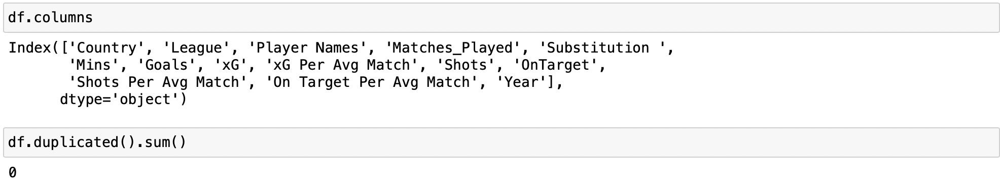 df.columns
Index(['Country', 'League', 'Player Names', 'Matches_Played', 'Substitution ',
       'Mins', 'Goals', 'xG', 'xG Per Avg Match', 'Shots', 'OnTarget',
       'Shots Per Avg Match', 'On Target Per Avg Match', 'Year'],
      dtype='object')
df.duplicated().sum()
0